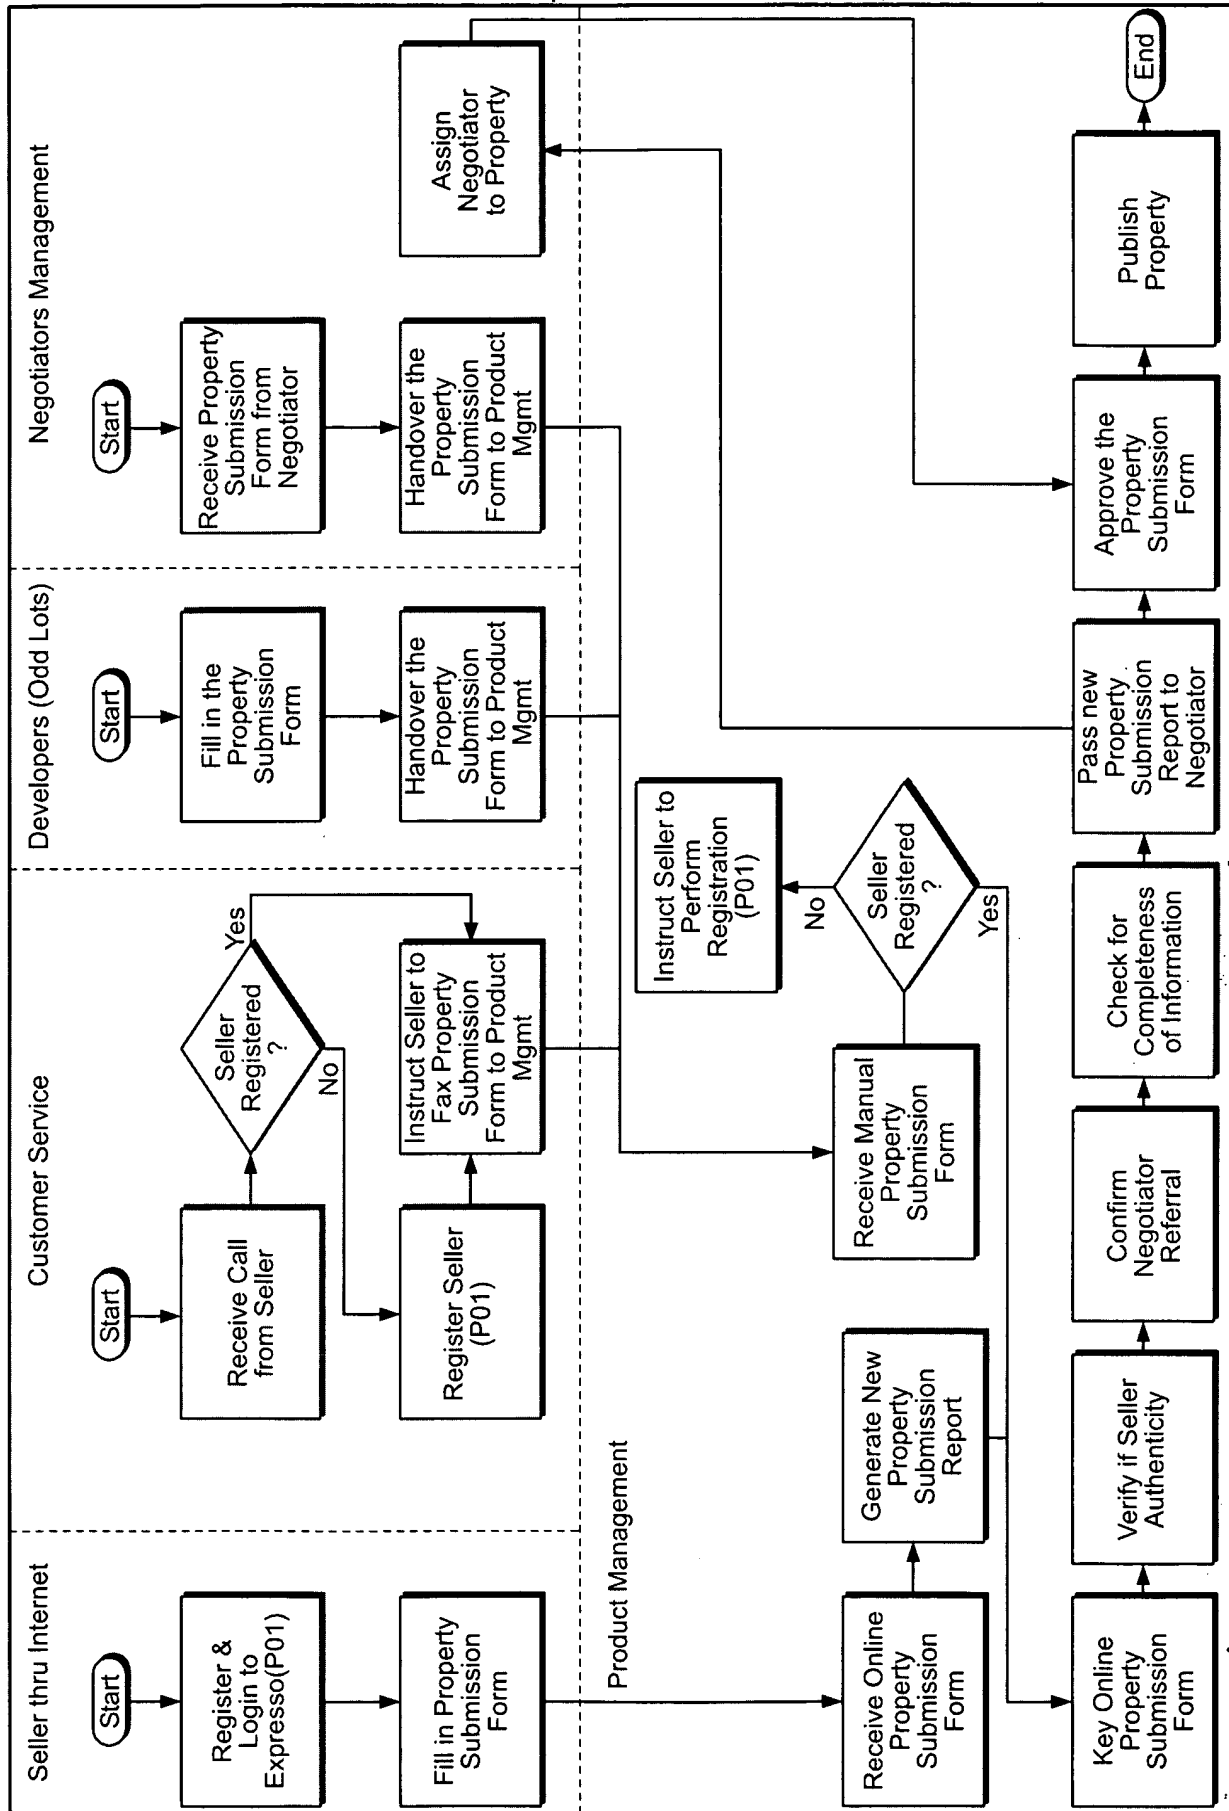 Seller thru Internet
Start
Register &
Login to
Expresso(P01)
Fill in Property
Submission
Form
Customer Service
Start
Receive Call
from Seller
Seller
Registered
?
Yes
No
Register Seller
(P01)
Instruct Seller to
Fax Property
Submission
Form to Product
Mgmt
Developers (Odd Lots)
Start
Fill in the
Property
Submission
Form
Handover the
Property
Submission
Form to Product
Mgmt
Negotiators Management
Start
Receive Property
Submission
Form from
Negotiator
Handover the
Property
Submission
Form to Product
Mgmt
Assign
Negotiator
to Property
Product Management
Receive Online
Property
Submission
Form
Generate New
Property
Submission
Report
Receive Manual
Property
Submission
Form
Instruct Seller to
Perform
Registration
(P01)
No
Seller
Registered
?
Yes
Key Online
Property
Submission
Form
Verify if Seller
Authenticity
Confirm
Negotiator
Referral
Check for
Completeness
of Information
Pass new
Property
Submission
Report to
Negotiator
Approve the
Property
Submission
Form
Publish
Property
End